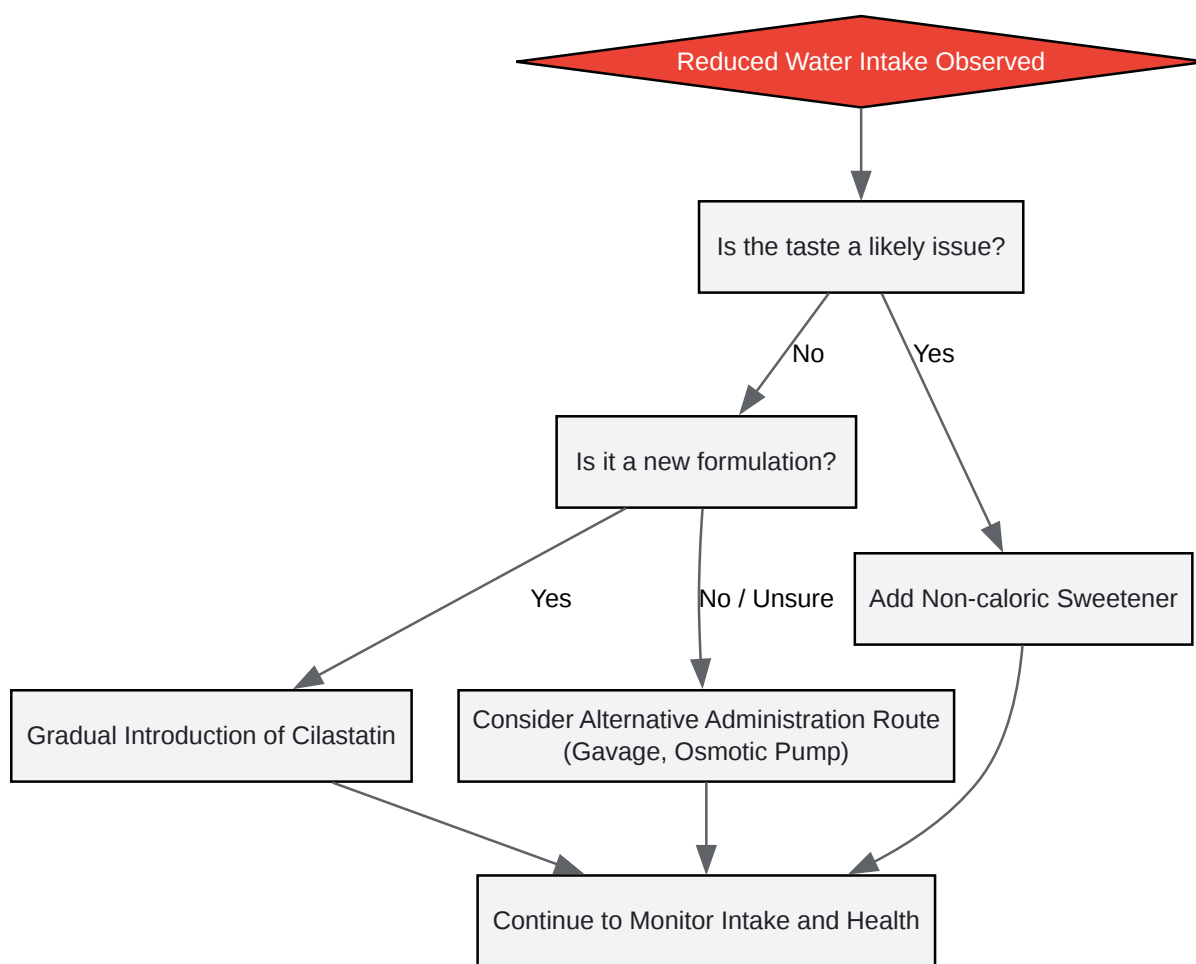 Reduced Water Intake Observed
Is the taste a likely issue?
No
Yes
Is it a new formulation?
Yes
No / Unsure
Add Non-caloric Sweetener
Gradual Introduction of Cilastatin
Consider Alternative Administration Route
(Gavage, Osmotic Pump)
Continue to Monitor Intake and Health